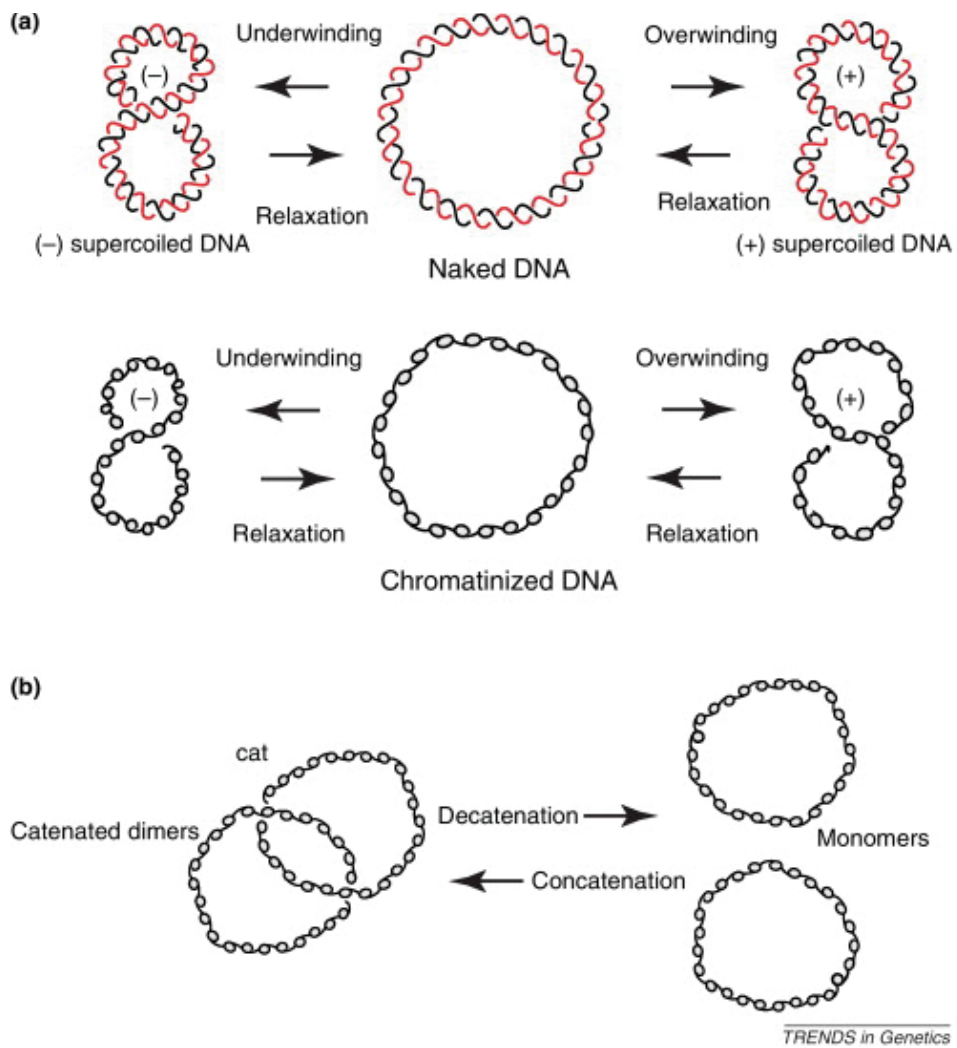 (a)
Underwinding
Overwinding
(–)
(+)
Relaxation
Relaxation
(–) supercoiled DNA
Naked DNA
(+) supercoiled DNA
Underwinding
Overwinding
(–)
(+)
Relaxation
Relaxation
Chromatinized DNA
(b)
cat
Catenated dimers
Decatenation
Monomers
Concatenation
TRENDS in Genetics